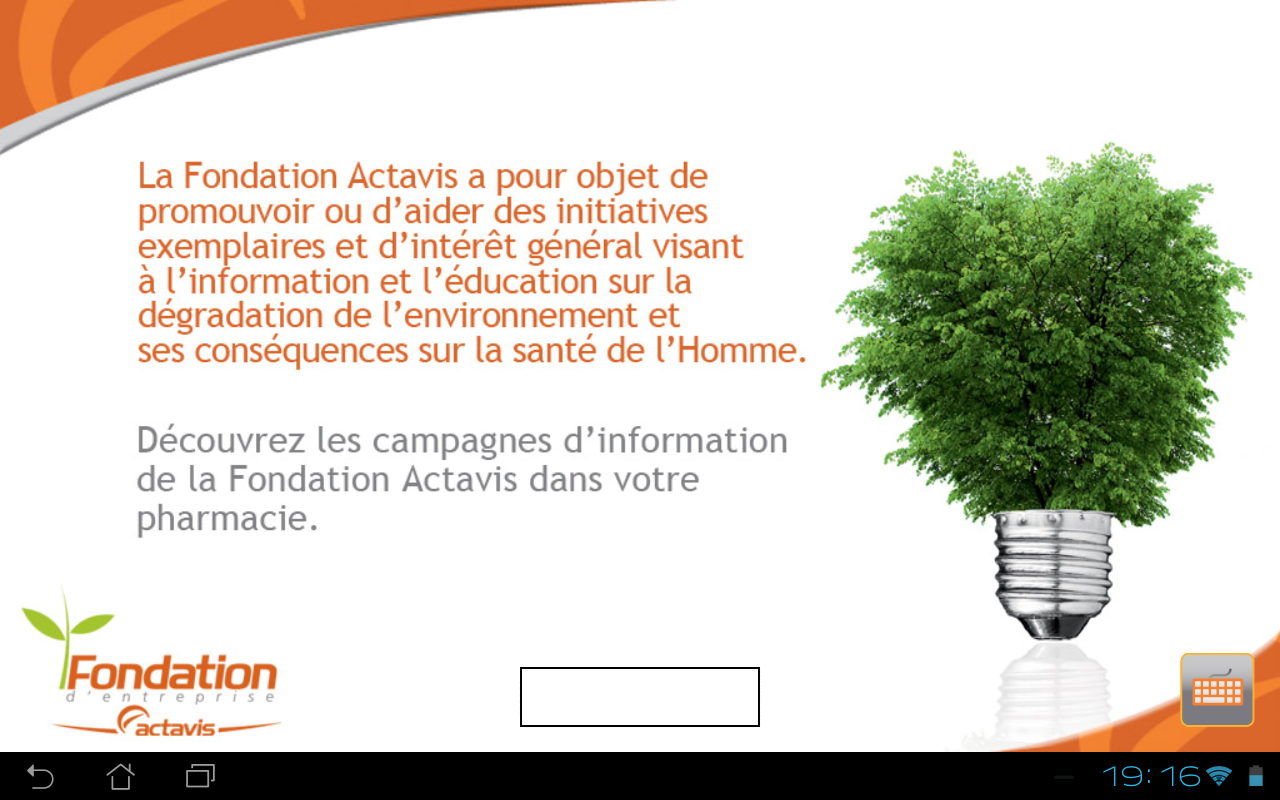 La Fondation Actavis a pour objet de
promouvoir ou d’aider des initiatives
exemplaires et d’intérêt général visant
à l’information et l’éducation sur la
dégradation de l’environnement et
ses conséquences sur la santé de l’Homme.
Découvrez les campagnes d’information
de la Fondation Actavis dans votre
pharmacie.
Fondation
d’entreprise
actavis
19:16